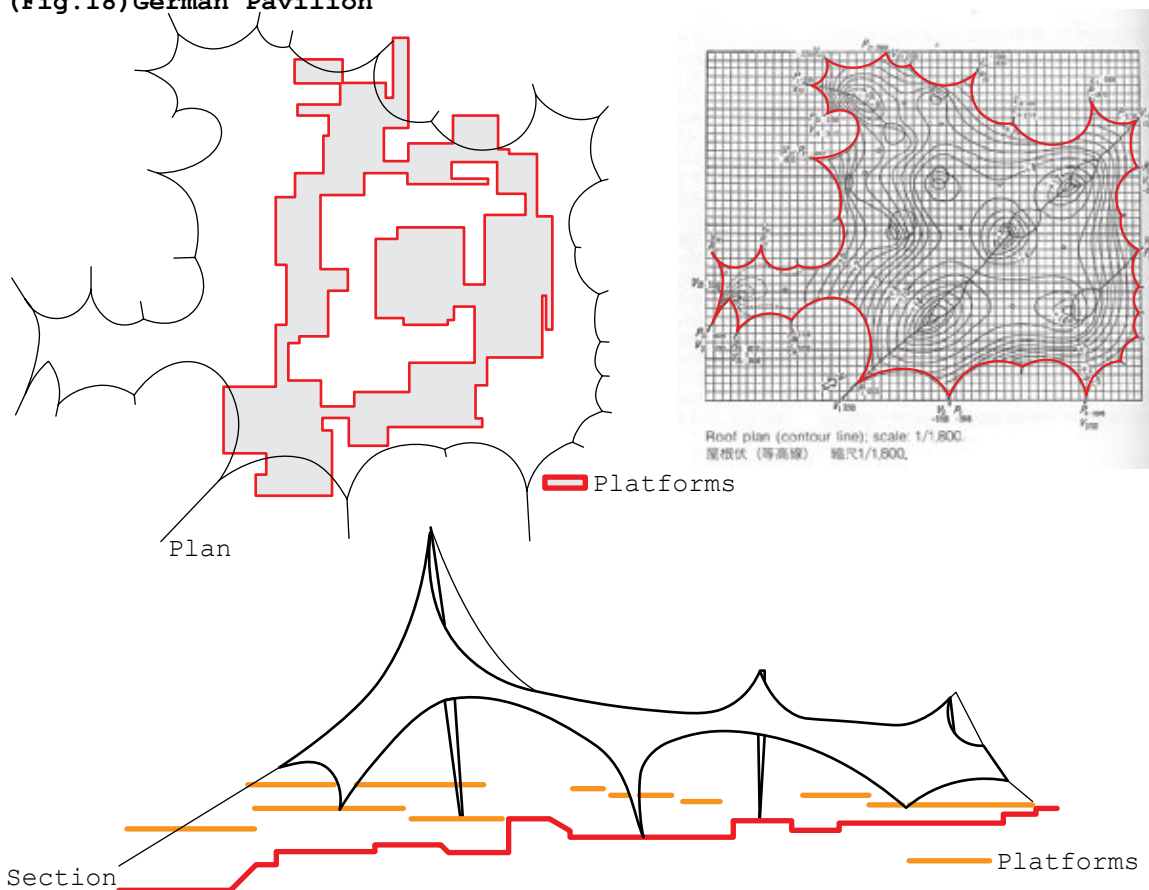 (Fig.18)German Pavilion
Roof plan (contour line); scale: 1/1,800.
屋根伏 (等高線) 縮尺1/1,800。
Platforms
Plan
Section
Platforms